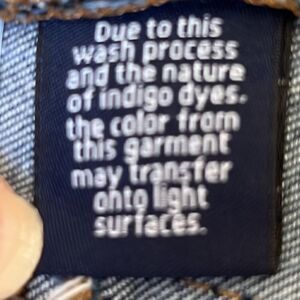 Due to this
wash process
and the nature
of indigo dyes.
the color from
this garment
may transfer
onto light
surfaces.